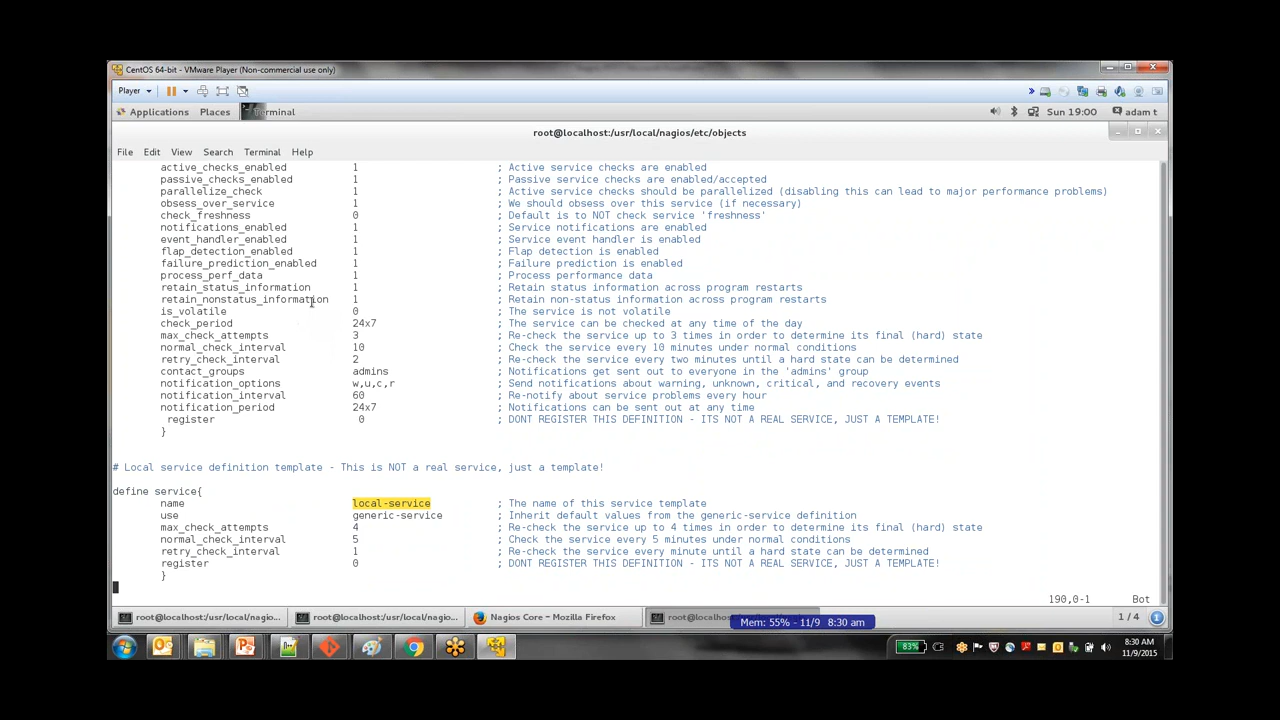 CentOS 64-bit - VMware Player (Non-commercial use only)
Player
Applications Places Terminal Sun 19:00 adam t
root@localhost:/usr/local/nagios/etc/objects
File Edit View Search Terminal Help
active_checks_enabled 1 ; Active service checks are enabled
passive_checks_enabled 1 ; Passive service checks are enabled/accepted
parallelize_check 1 ; Active service checks should be parallelized (disabling this can lead to major performance problems)
obsess_over_service 1 ; We should obsess over this service (if necessary)
check_freshness 0 ; Default is to NOT check service 'freshness'
notifications_enabled 1 ; Service notifications are enabled
event_handler_enabled 1 ; Service event handler is enabled
flap_detection_enabled 1 ; Flap detection is enabled
failure_prediction_enabled 1 ; Failure prediction is enabled
process_perf_data 1 ; Process performance data
retain_status_information 1 ; Retain status information across program restarts
retain_nonstatus_information 1 ; Retain non-status information across program restarts
is_volatile 0 ; The service is not volatile
check_period 24x7 ; The service can be checked at any time of the day
max_check_attempts 3 ; Re-check the service up to 3 times in order to determine its final (hard) state
normal_check_interval 10 ; Check the service every 10 minutes under normal conditions
retry_check_interval 2 ; Re-check the service every two minutes until a hard state can be determined
contact_groups admins ; Notifications get sent out to everyone in the 'admins' group
notification_options w,u,c,r ; Send notifications about warning, unknown, critical, and recovery events
notification_interval 60 ; Re-notify about service problems every hour
notification_period 24x7 ; Notifications can be sent out at any time
register 0 ; DONT REGISTER THIS DEFINITION - ITS NOT A REAL SERVICE, JUST A TEMPLATE!
}
# Local service definition template - This is NOT a real service, just a template!
define service{
name local-service ; The name of this service template
use generic-service ; Inherit default values from the generic-service definition
max_check_attempts 4 ; Re-check the service up to 4 times in order to determine its final (hard) state
normal_check_interval 5 ; Check the service every 5 minutes under normal conditions
retry_check_interval 1 ; Re-check the service every minute until a hard state can be determined
register 0 ; DONT REGISTER THIS DEFINITION - ITS NOT A REAL SERVICE, JUST A TEMPLATE!
}
190,0-1 Bot
root@localhost:/usr/local/nagio... root@localhost:/usr/local/nagio... Nagios Core - Mozilla Firefox root@localhos 1 / 4
Mem: 55% - 11/9 8:30 am
83% 8:30 AM
11/9/2015